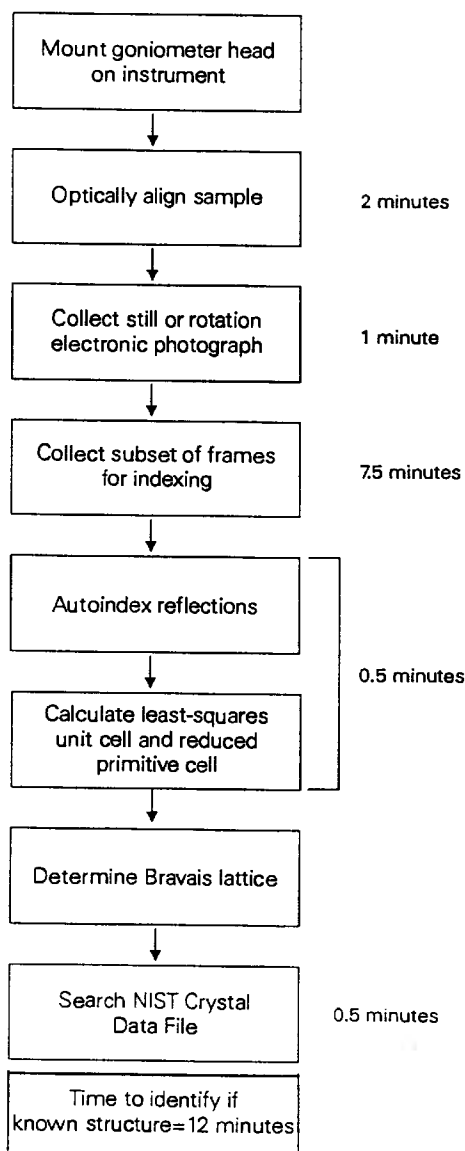 Mount goniometer head
on instrument
Optically align sample
2 minutes
Collect still or rotation
electronic photograph
1 minute
Collect subset of frames
for indexing
7.5 minutes
Autoindex reflections
0.5 minutes
Calculate least-squares
unit cell and reduced
primitive cell
Determine Bravais lattice
Search NIST Crystal
Data File
0.5 minutes
Time to identify if
known structure=12 minutes